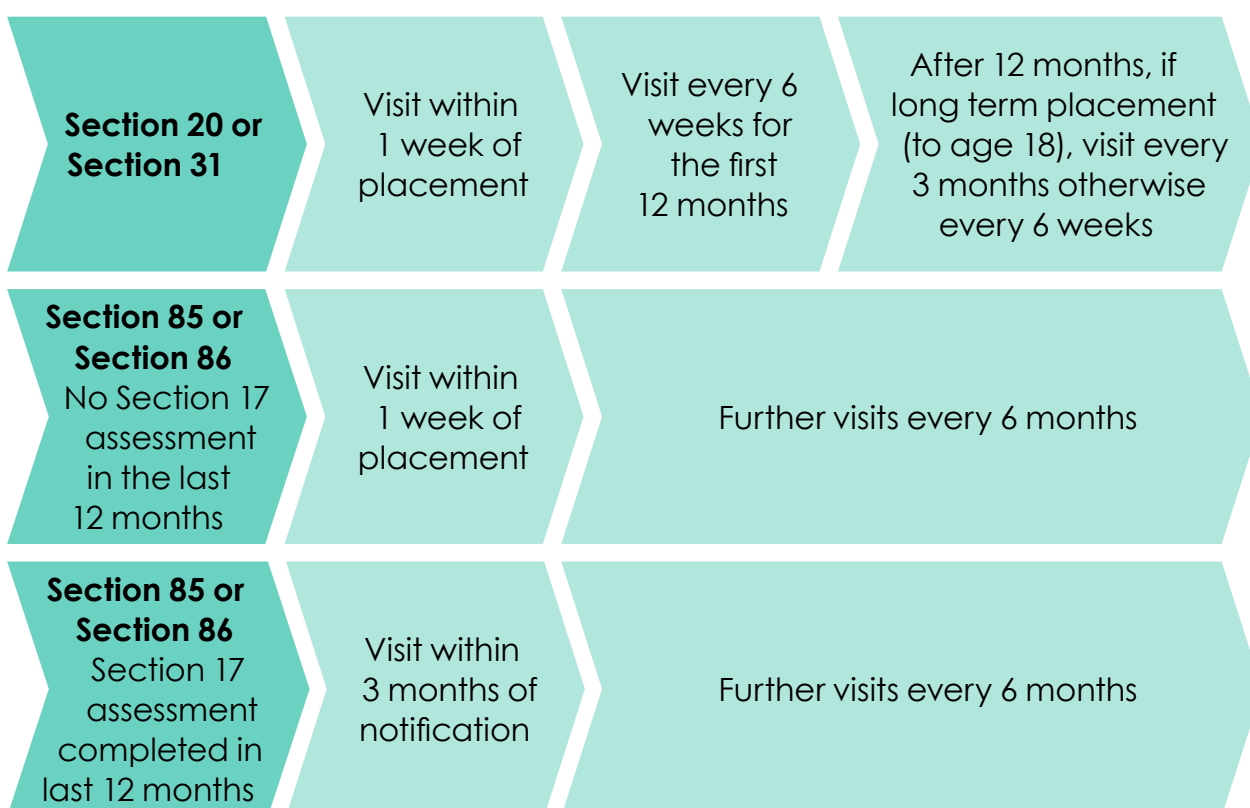 Section 20 or
Section 31
Visit within
1 week of
placement
Visit every 6
weeks for
the first
12 months
After 12 months, if
long term placement
(to age 18), visit every
3 months otherwise
every 6 weeks
Section 85 or
Section 86
No Section 17
assessment
in the last
12 months
Visit within
1 week of
placement
Further visits every 6 months
Section 85 or
Section 86
Section 17
assessment
completed in
last 12 months
Visit within
3 months of
notification
Further visits every 6 months